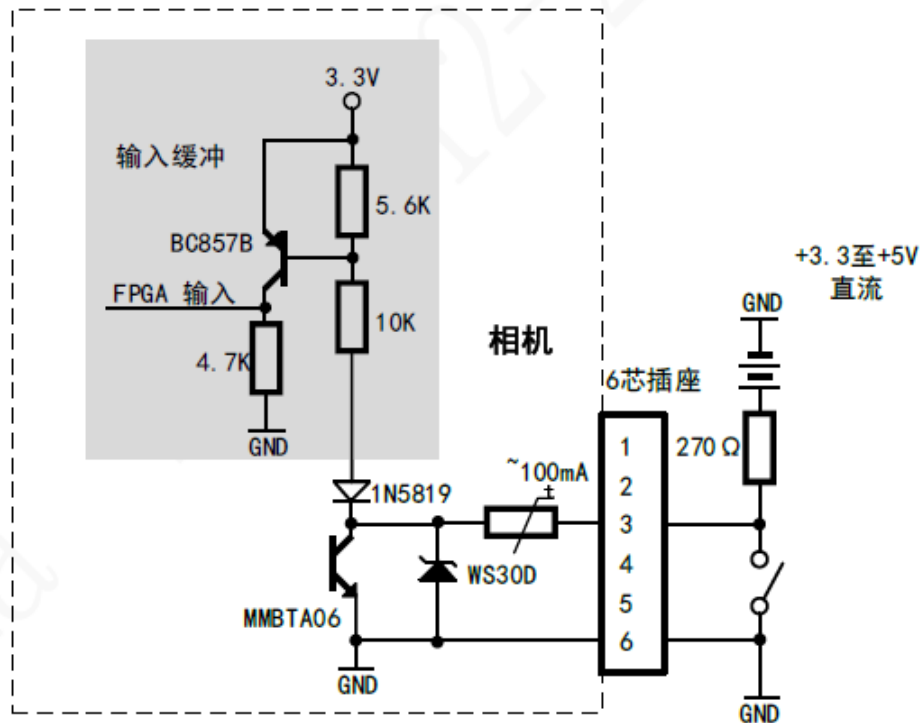 3.3V
输入缓冲
5.6K
BC857B
FPGA 输入
10K
4.7K
GND
相机
+3.3至+5V
直流
GND
6芯插座
270Ω
1
2
3
4
5
6
~100mA
±
1N5819
WS30D
MMBTA06
GND
GND